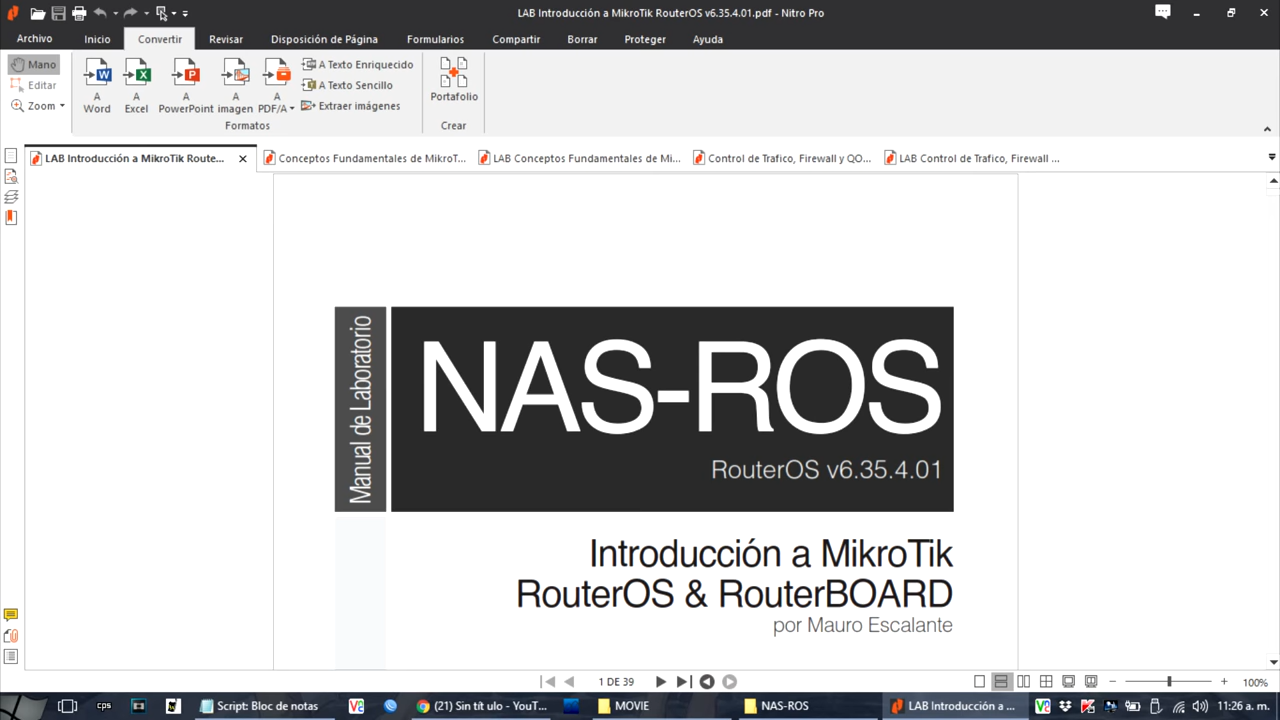 LAB Introducción a MikroTik RouterOS v6.35.4.01.pdf - Nitro Pro
Archivo Inicio Convertir Revisar Disposición de Página Formularios Compartir Borrar Proteger Ayuda
Mano
Editar
Zoom
A Word
A Excel
A PowerPoint
A imagen
A PDF/A
A Texto Enriquecido
A Texto Sencillo
Extraer imágenes
Formatos
Portafolio
Crear
LAB Introducción a MikroTik Route...
Conceptos Fundamentales de MikroT...
LAB Conceptos Fundamentales de Mi...
Control de Trafico, Firewall y QO...
LAB Control de Trafico, Firewall ...
Manual de Laboratorio
NAS-ROS
RouterOS v6.35.4.01
Introducción a MikroTik
RouterOS & RouterBOARD
por Mauro Escalante
1 DE 39
100%
cps
Script: Bloc de notas
(21) Sin tít ulo - YouT...
MOVIE
NAS-ROS
LAB Introducción a ...
11:26 a. m.